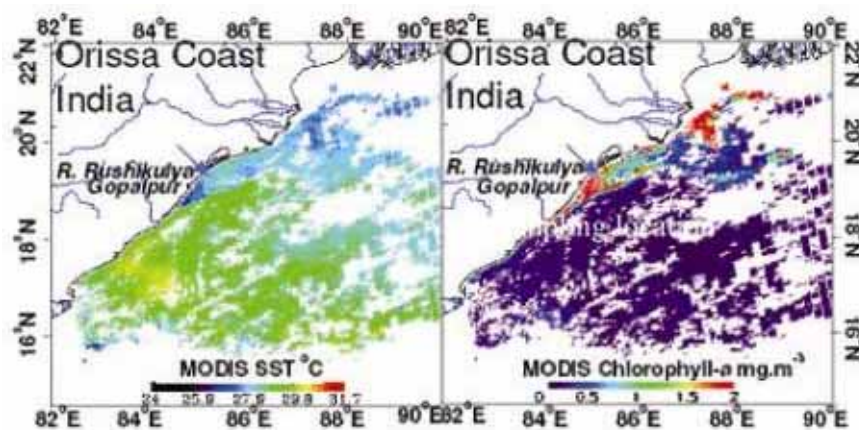 82°E 84°E 86°E 88°E 90°E
22°N
20°N
18°N
16°N
Orissa Coast
India
R. Rushikulya
Gopalpur
MODIS SST °C
24 25.9 27.9 29.8 31.7
82°E 84°E 86°E 88°E 90°E
82°E 84°E 86°E 88°E 90°E
Orissa Coast
India
R. Rushikulya
Gopalpur
MODIS Chlorophyll-a mg.m-3
0 0.5 1 1.5 2
22°N
20°N
18°N
16°N
84°E 86°E 88°E 90°E